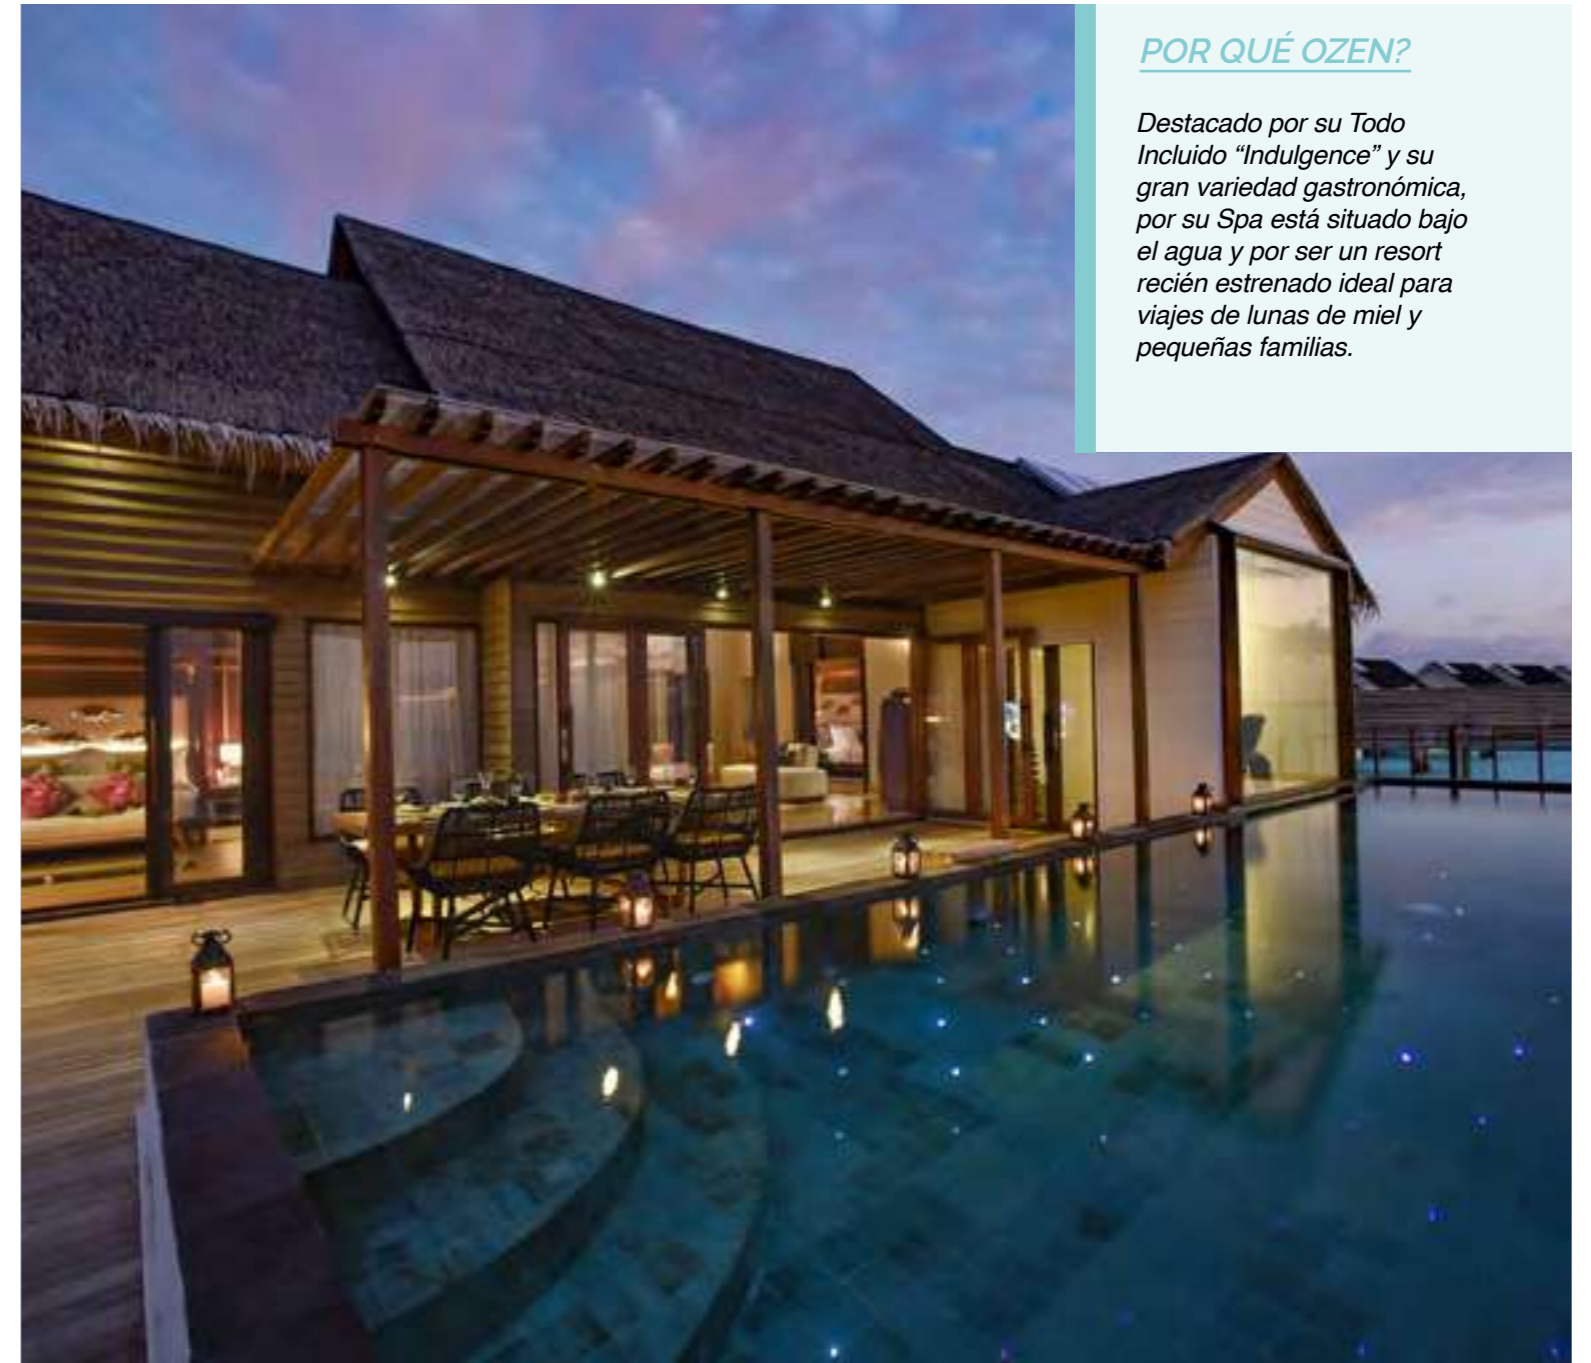 POR QUÉ OZEN?
Destacado por su Todo
Incluido “Indulgence” y su
gran variedad gastronómica,
por su Spa está situado bajo
el agua y por ser un resort
recién estrenado ideal para
viajes de lunas de miel y
pequeñas familias.